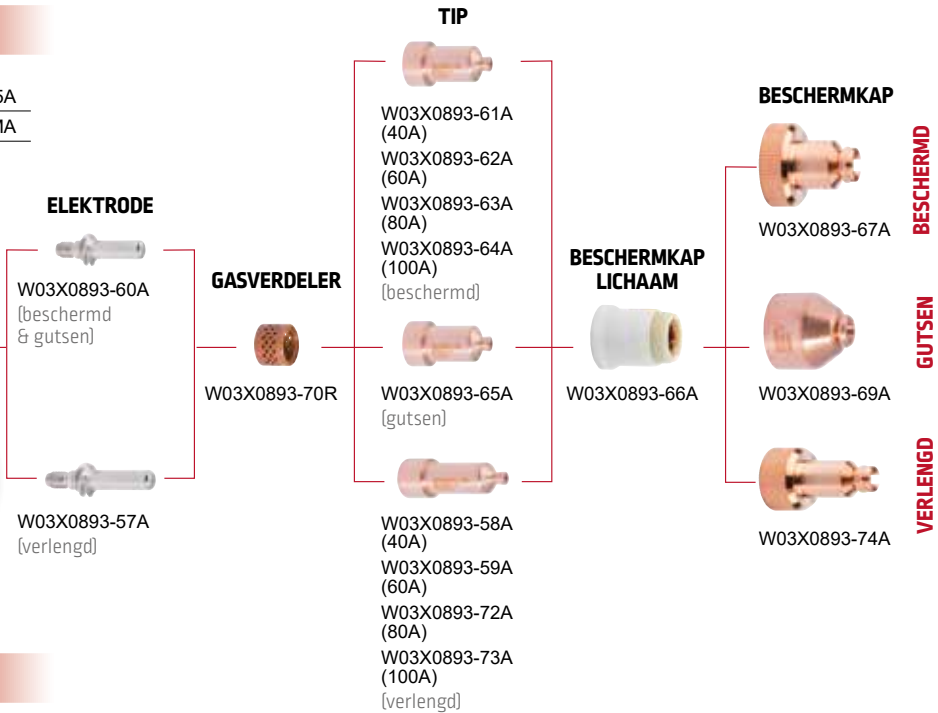 TIP
W03X0893-61A
(40A)
W03X0893-62A
(60A)
W03X0893-63A
(80A)
W03X0893-64A
(100A)
(beschermd)
5A
ELEKTRODE
W03X0893-60A
(beschermd
& gutsen)
W03X0893-57A
(verlengd)
GASVERDELER
W03X0893-70R
W03X0893-65A
(gutsen)
W03X0893-58A
(40A)
W03X0893-59A
(60A)
W03X0893-72A
(80A)
W03X0893-73A
(100A)
(verlengd)
BESCHERMKAP
LICHAAM
W03X0893-66A
BESCHERMKAP
W03X0893-67A
BESCHERMD
W03X0893-69A
GUTSEN
W03X0893-74A
VERLENGD